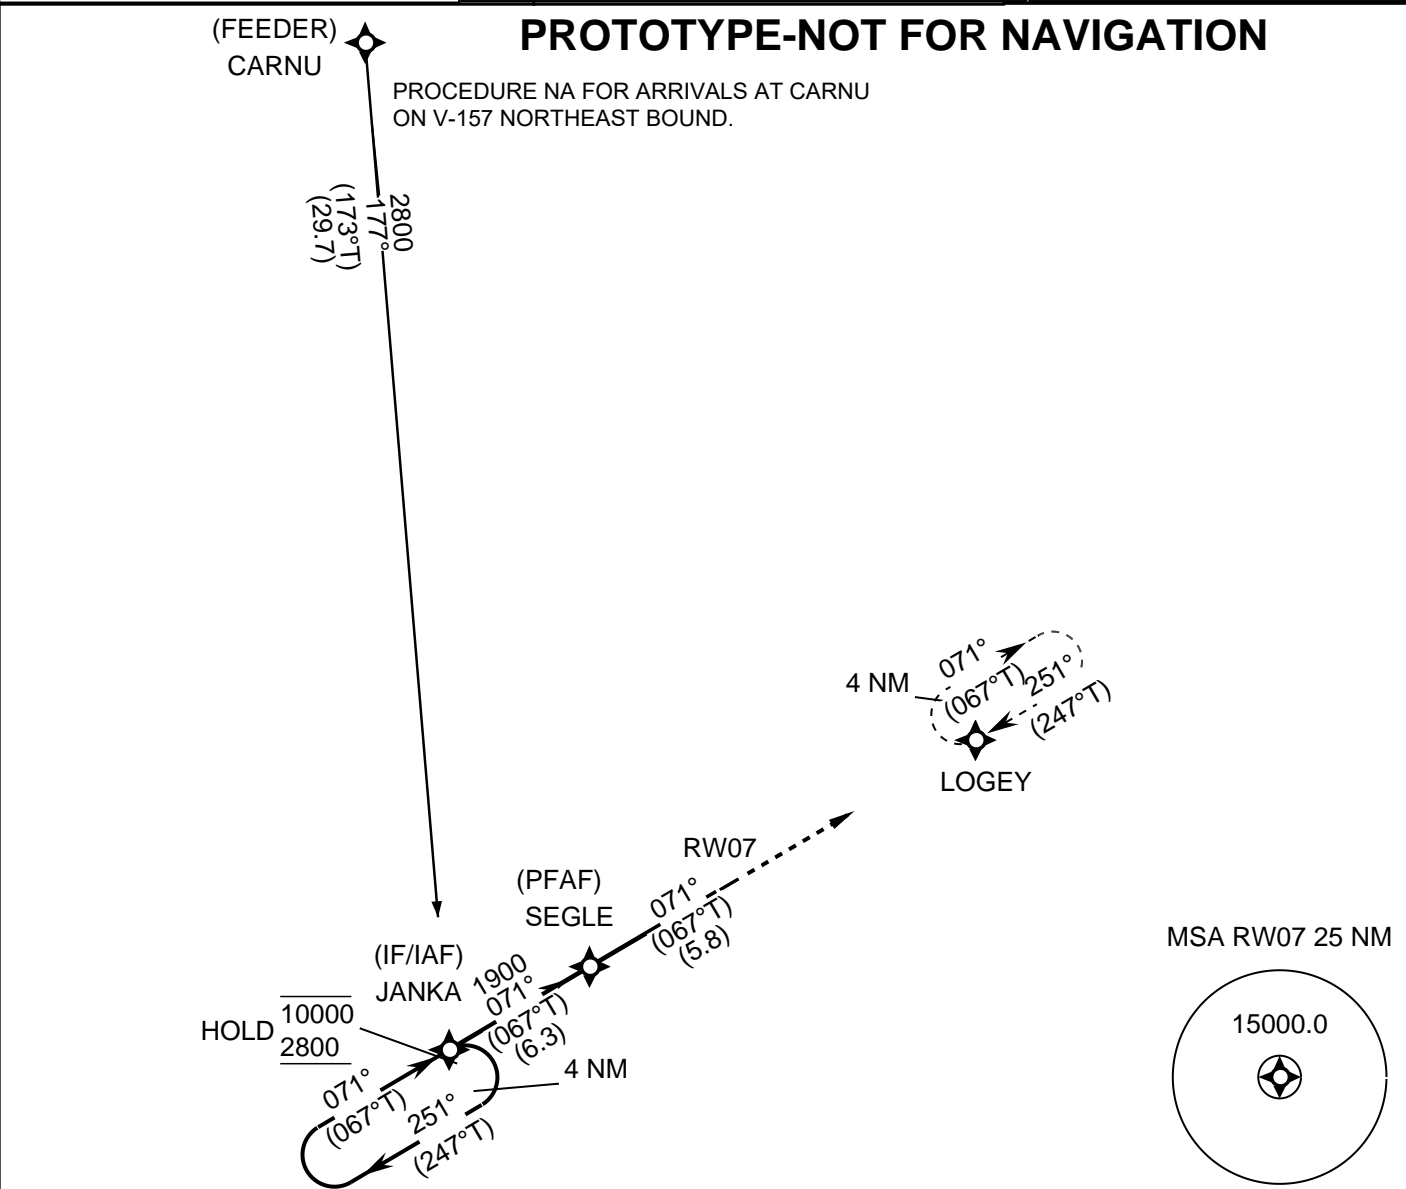 (FEEDER)
CARNU
PROTOTYPE-NOT FOR NAVIGATION
PROCEDURE NA FOR ARRIVALS AT CARNU
ON V-157 NORTHEAST BOUND.
2800
177°
(173°T)
(29.7)
071°
(067°T)
251°
(247°T)
4 NM
LOGEY
RW07
(PFAF)
SEGLE
071°
(067°T)
(5.8)
(IF/IAF)
JANKA
1900
071°
(067°T)
(6.3)
HOLD
10000
2800
4 NM
071°
(067°T)
251°
(247°T)
MSA RW07 25 NM
15000.0